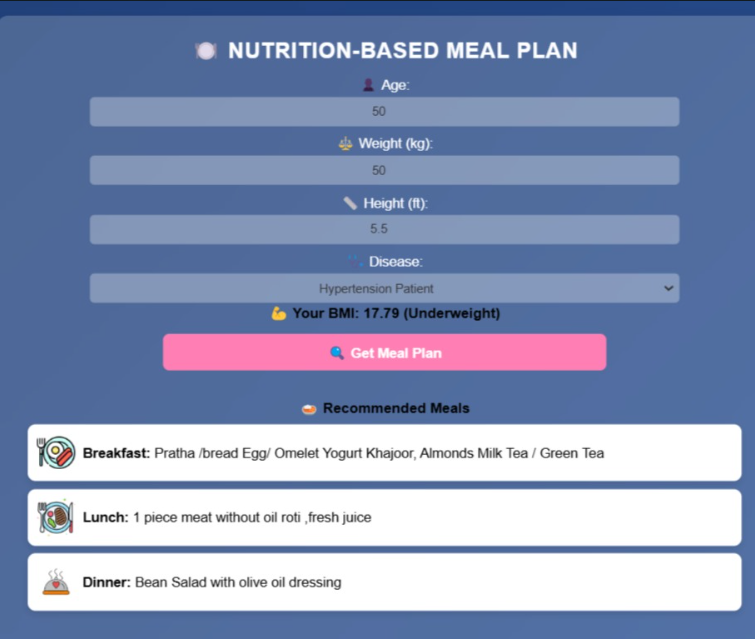 NUTRITION-BASED MEAL PLAN
Age:
50
Weight (kg):
50
Height (ft):
5.5
Disease:
Hypertension Patient
Your BMI: 17.79 (Underweight)
Get Meal Plan
Recommended Meals
Breakfast: Pratha /bread Egg/ Omelet Yogurt Khajoor, Almonds Milk Tea / Green Tea
Lunch: 1 piece meat without oil roti ,fresh juice
Dinner: Bean Salad with olive oil dressing